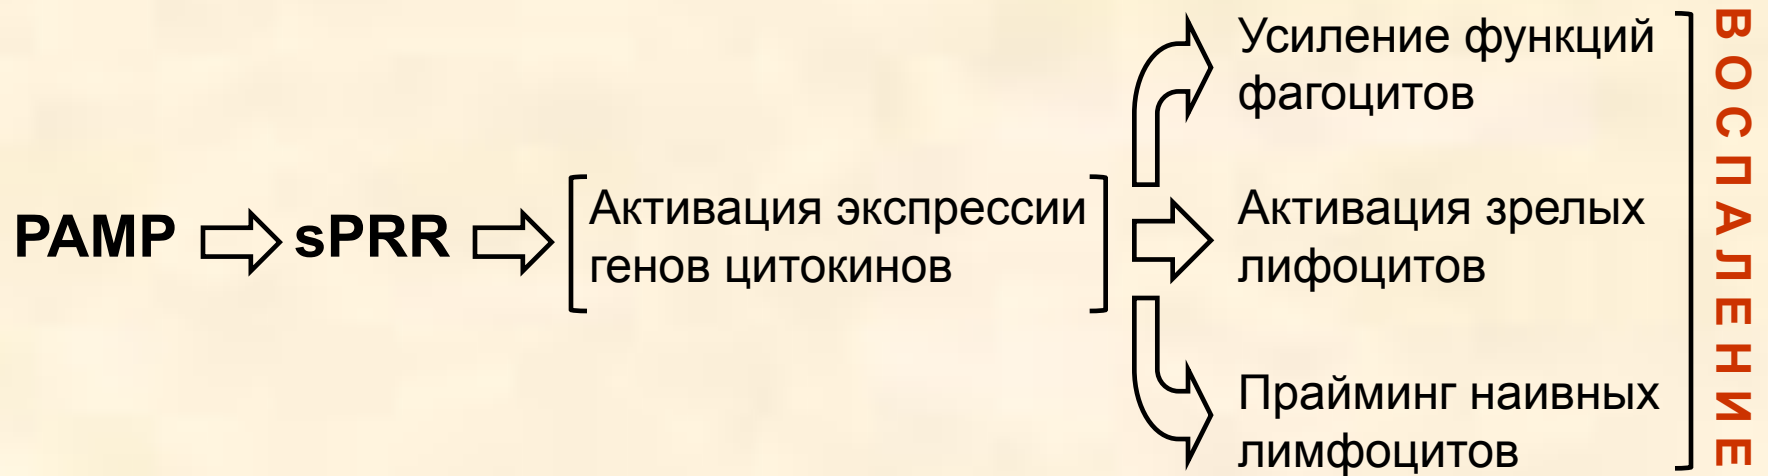 Усиление функций
фагоцитов
PAMP sPRR
Активация экспрессии
генов цитокинов
Активация зрелых
лифоцитов
Прайминг наивных
лимфоцитов
ВОСПАЛЕНИЕ